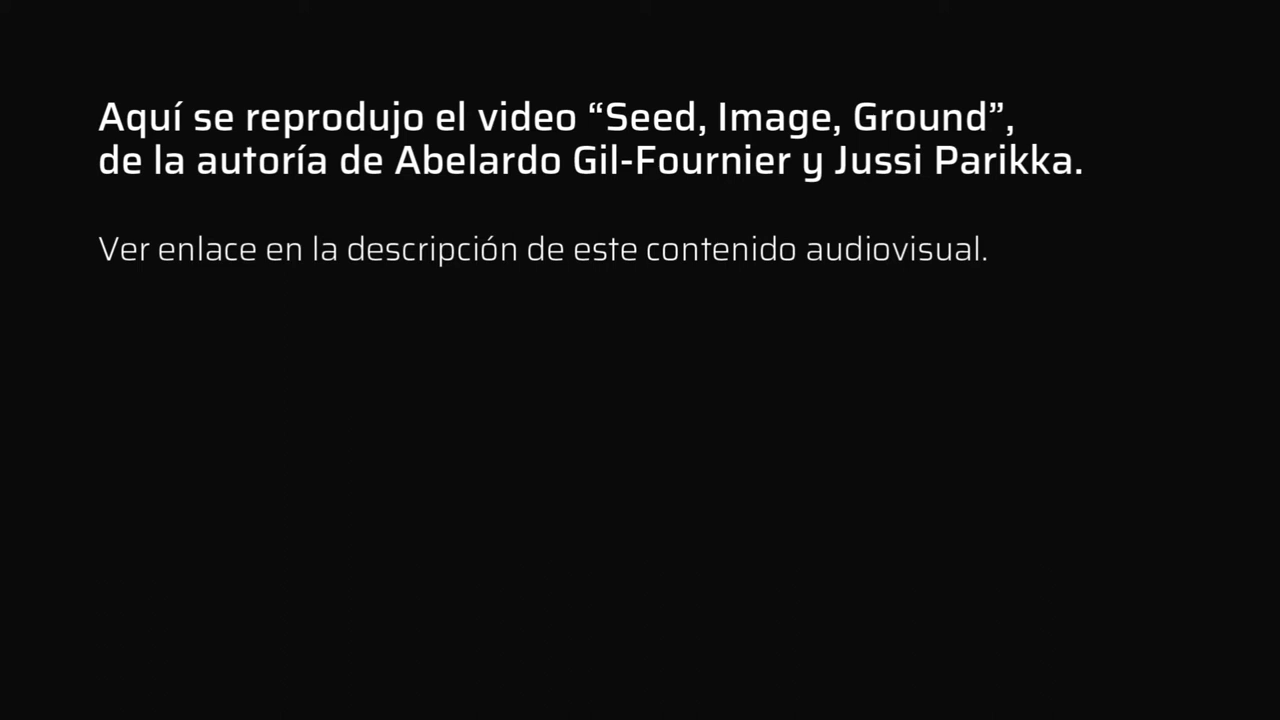 Aquí se reprodujo el video “Seed, Image, Ground”,
de la autoría de Abelardo Gil-Fournier y Jussi Parikka.
Ver enlace en la descripción de este contenido audiovisual.